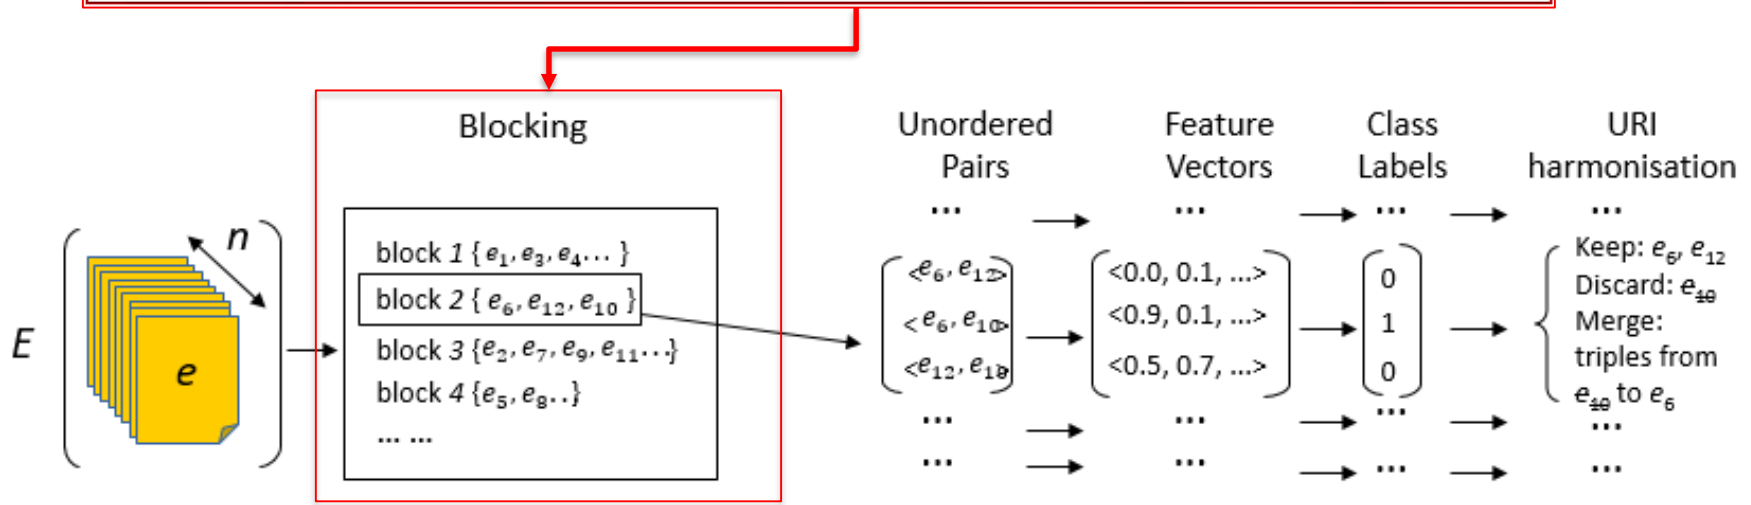 Blocking
Unordered
Pairs
Feature
Vectors
Class
Labels
URI
harmonisation
... ... ... ...
E
n
e
block 1 { e₁, e₃, e₄... }
block 2 { e₆, e₁₂, e₁₀ }
block 3 {e₂, e₇, e₉, e₁₁...}
block 4 {e₅, e₈..}
... ...
<e₆, e₁₂>
< e₆, e₁₀>
<e₁₂, e₁₀>
... 
...
<0.0, 0.1, ...>
<0.9, 0.1, ...>
<0.5, 0.7, ...>
...
...
0
1
0
...
...
Keep: e₆, e₁₂
Discard: e₁₀
Merge:
triples from
e₁₀ to e₆
...
...